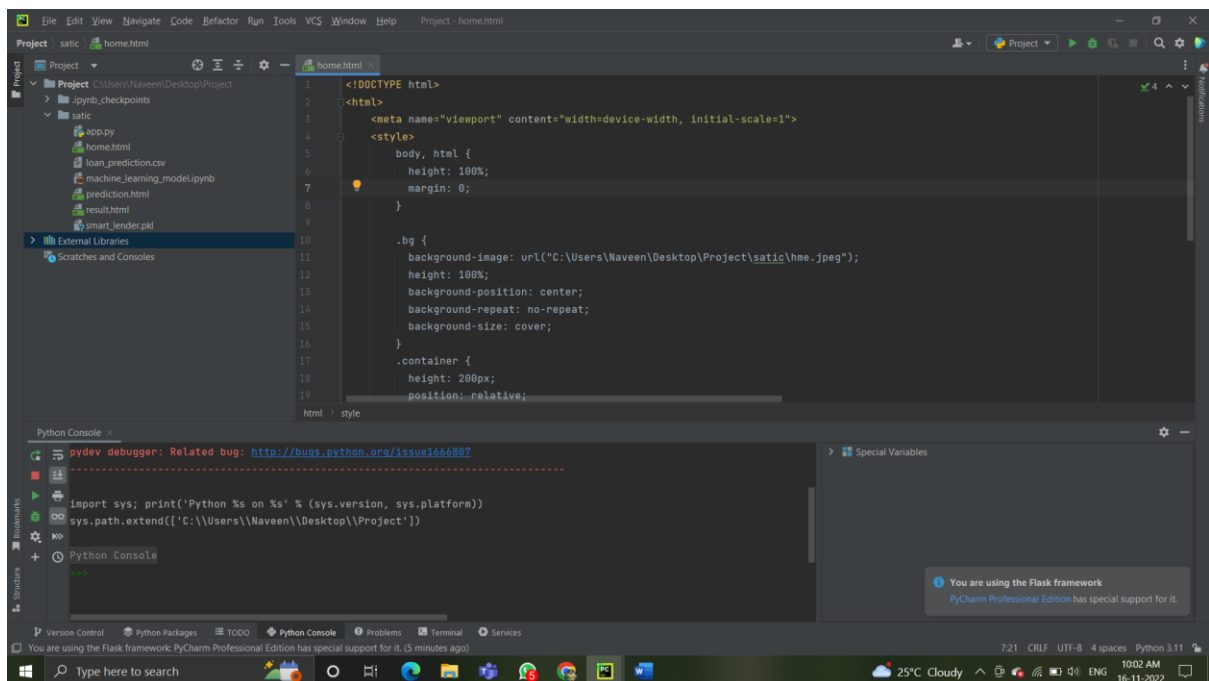 File Edit View Navigate Code Refactor Run Tools VCS Window Help Project - home.html
Project satic home.html
Project
Project
home.html
Project
Project C:\Users\Naveen\Desktop\Project
.ipynb_checkpoints
satic
app.py
home.html
loan_prediction.csv
machine_learning_model.ipynb
prediction.html
result.html
smart_lender.pkl
External Libraries
Scratches and Consoles
4
Notifications
1 <!DOCTYPE html>
2 <html>
3 <meta name="viewport" content="width=device-width, initial-scale=1">
4 <style>
5 body, html {
6 height: 100%;
7 margin: 0;
8 }
9
10 .bg {
11 background-image: url("C:\Users\Naveen\Desktop\Project\satic\hme.jpeg");
12 height: 100%;
13 background-position: center;
14 background-repeat: no-repeat;
15 background-size: cover;
16 }
17 .container {
18 height: 200px;
19 position: relative;
html style
Python Console
pydev debugger: Related bug: http://bugs.python.org/issue1666807
--------------------------------------------------------------------------------
import sys; print('Python %s on %s' % (sys.version, sys.platform))
sys.path.extend(['C:\\Users\\Naveen\\Desktop\\Project'])
Python Console
>>>
Special Variables
You are using the Flask framework
PyCharm Professional Edition has special support for it.
Bookmarks
Structure
Version Control Python Packages TODO Python Console Problems Terminal Services
You are using the Flask framework: PyCharm Professional Edition has special support for it. (5 minutes ago)
7:21 CRLF UTF-8 4 spaces Python 3.11
Type here to search
PC
W
25°C Cloudy
ENG
10:02 AM
16-11-2022